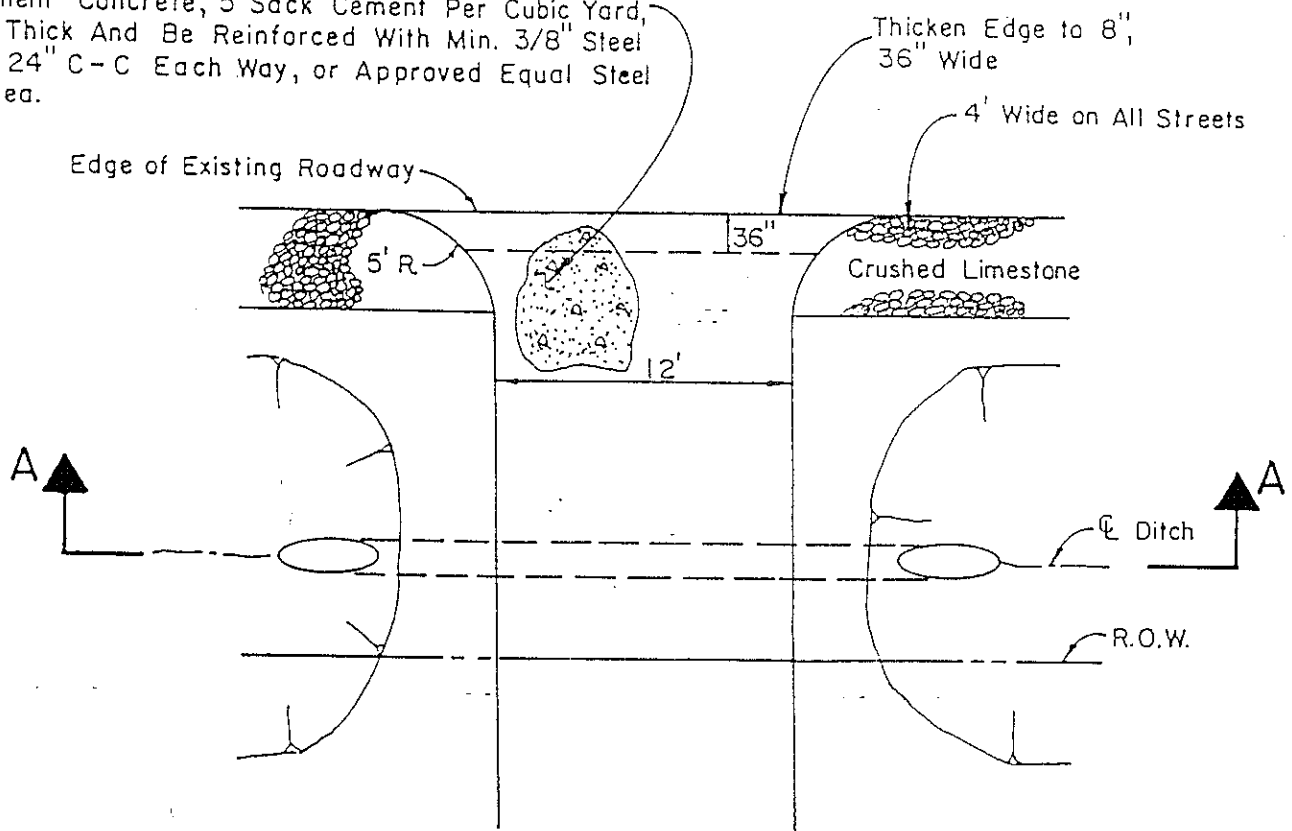 Concrete, 5 Sack Cement Per Cubic Yard,
Thick And Be Reinforced With Min. 3/8" Steel
24" C-C Each Way, or Approved Equal Steel
ea.
Thicken Edge to 8",
36" Wide
4' Wide on All Streets
Edge of Existing Roadway
36"
5' R
Crushed Limestone
12'
A
A
℄ Ditch
R.O.W.